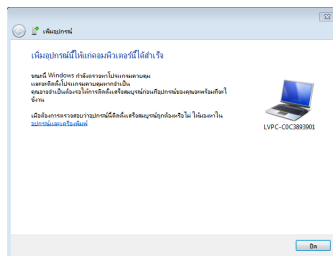 เพิ่มอุปกรณ์
เพิ่มอุปกรณ์นี้ให้แก่คอมพิวเตอร์นี้ได้สำเร็จ
ขณะนี้ Windows กำลังตรวจหาโปรแกรมควบคุม
และจะติดตั้งโปรแกรมควบคุมหากจำเป็น
คุณอาจจำเป็นต้องรอให้การติดตั้งเสร็จสมบูรณ์ก่อนที่อุปกรณ์ของคุณจะพร้อมที่จะใ
ช้งาน
LVPC-C0C3893901
เมื่อต้องการตรวจสอบว่าอุปกรณ์นี้ติดตั้งเสร็จสมบูรณ์ถูกต้องหรือไม่ ให้มองหาใน
อุปกรณ์และเครื่องพิมพ์
ปิด